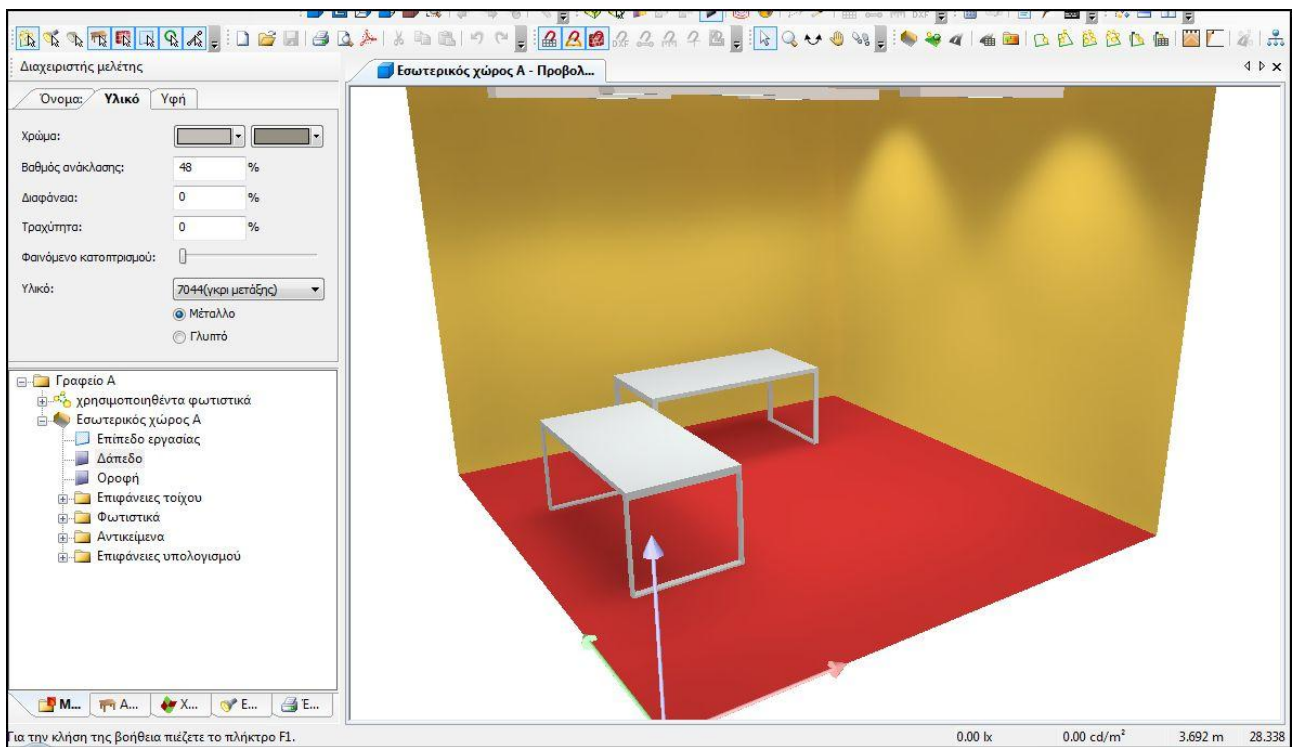 Διαχειριστής μελέτης
Εσωτερικός χώρος Α - Προβολ...
Όνομα: Υλικό Υφή
Χρώμα:
Βαθμός ανάκλασης: 48 %
Διαφάνεια: 0 %
Τραχύτητα: 0 %
Φαινόμενο κατοπτρισμού:
Υλικό: 7044(γκρι μετάξης)
Μέταλλο
Γλυπτό
Γραφείο Α
χρησιμοποιηθέντα φωτιστικά
Εσωτερικός χώρος Α
Επίπεδο εργασίας
Δάπεδο
Οροφή
Επιφάνειες τοίχου
Φωτιστικά
Αντικείμενα
Επιφάνειες υπολογισμού
Μ... Α... Χ... Ε... Έ...
Για την κλήση της βοήθεια πιέζετε το πλήκτρο F1. 0.00 lx 0.00 cd/m² 3.692 m 28.338